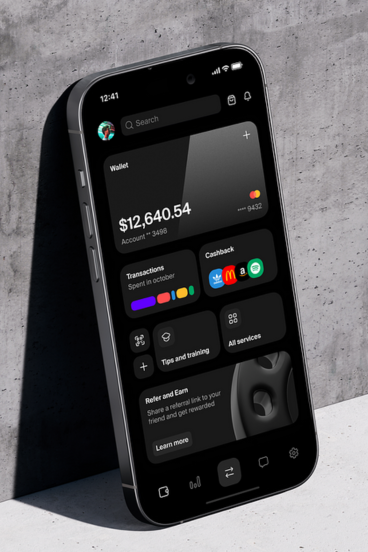 12:41
Search
Wallet
$12,640.54
Account ** 3498
**** 9432
Transactions
Spent in october
Cashback
Tips and training
All services
Refer and Earn
Share a referral link to your
friend and get rewarded
Learn more